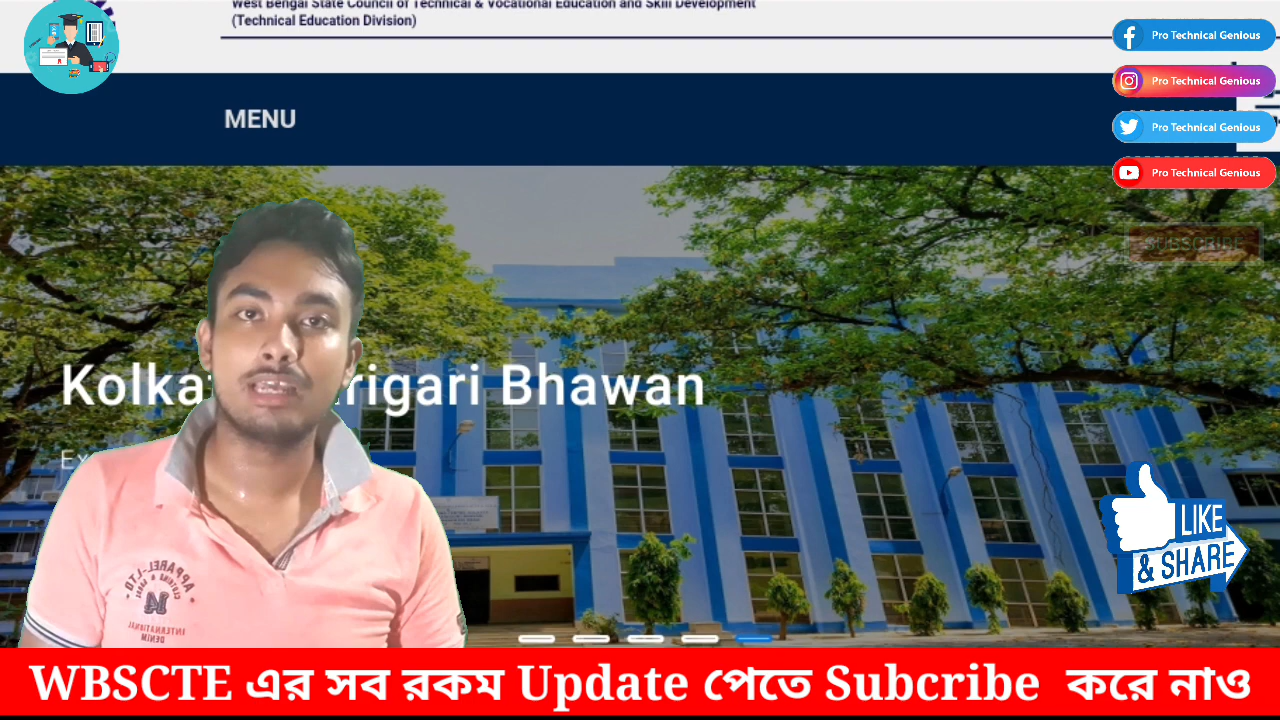 West Bengal State Council of Technical & Vocational Education and Skill Development
(Technical Education Division)
MENU
Pro Technical Genious
Pro Technical Genious
Pro Technical Genious
Pro Technical Genious
SUBSCRIBE
Bhawan
APPAREL-LTD
14
INTERNATIONAL
DENIM
LIKE
& SHARE
WBSCTE এর সব রকম Update পেতে Subcribe করে নাও